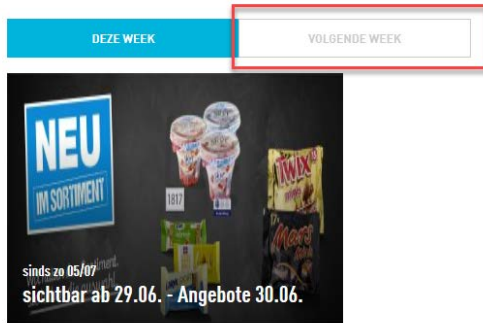 DEZE WEEK
VOLGENDE WEEK
NEU
IM SORTIMENT
1817
Twix
Mars
sinds zo 05/07
sichtbar ab 29.06. - Angebote 30.06.